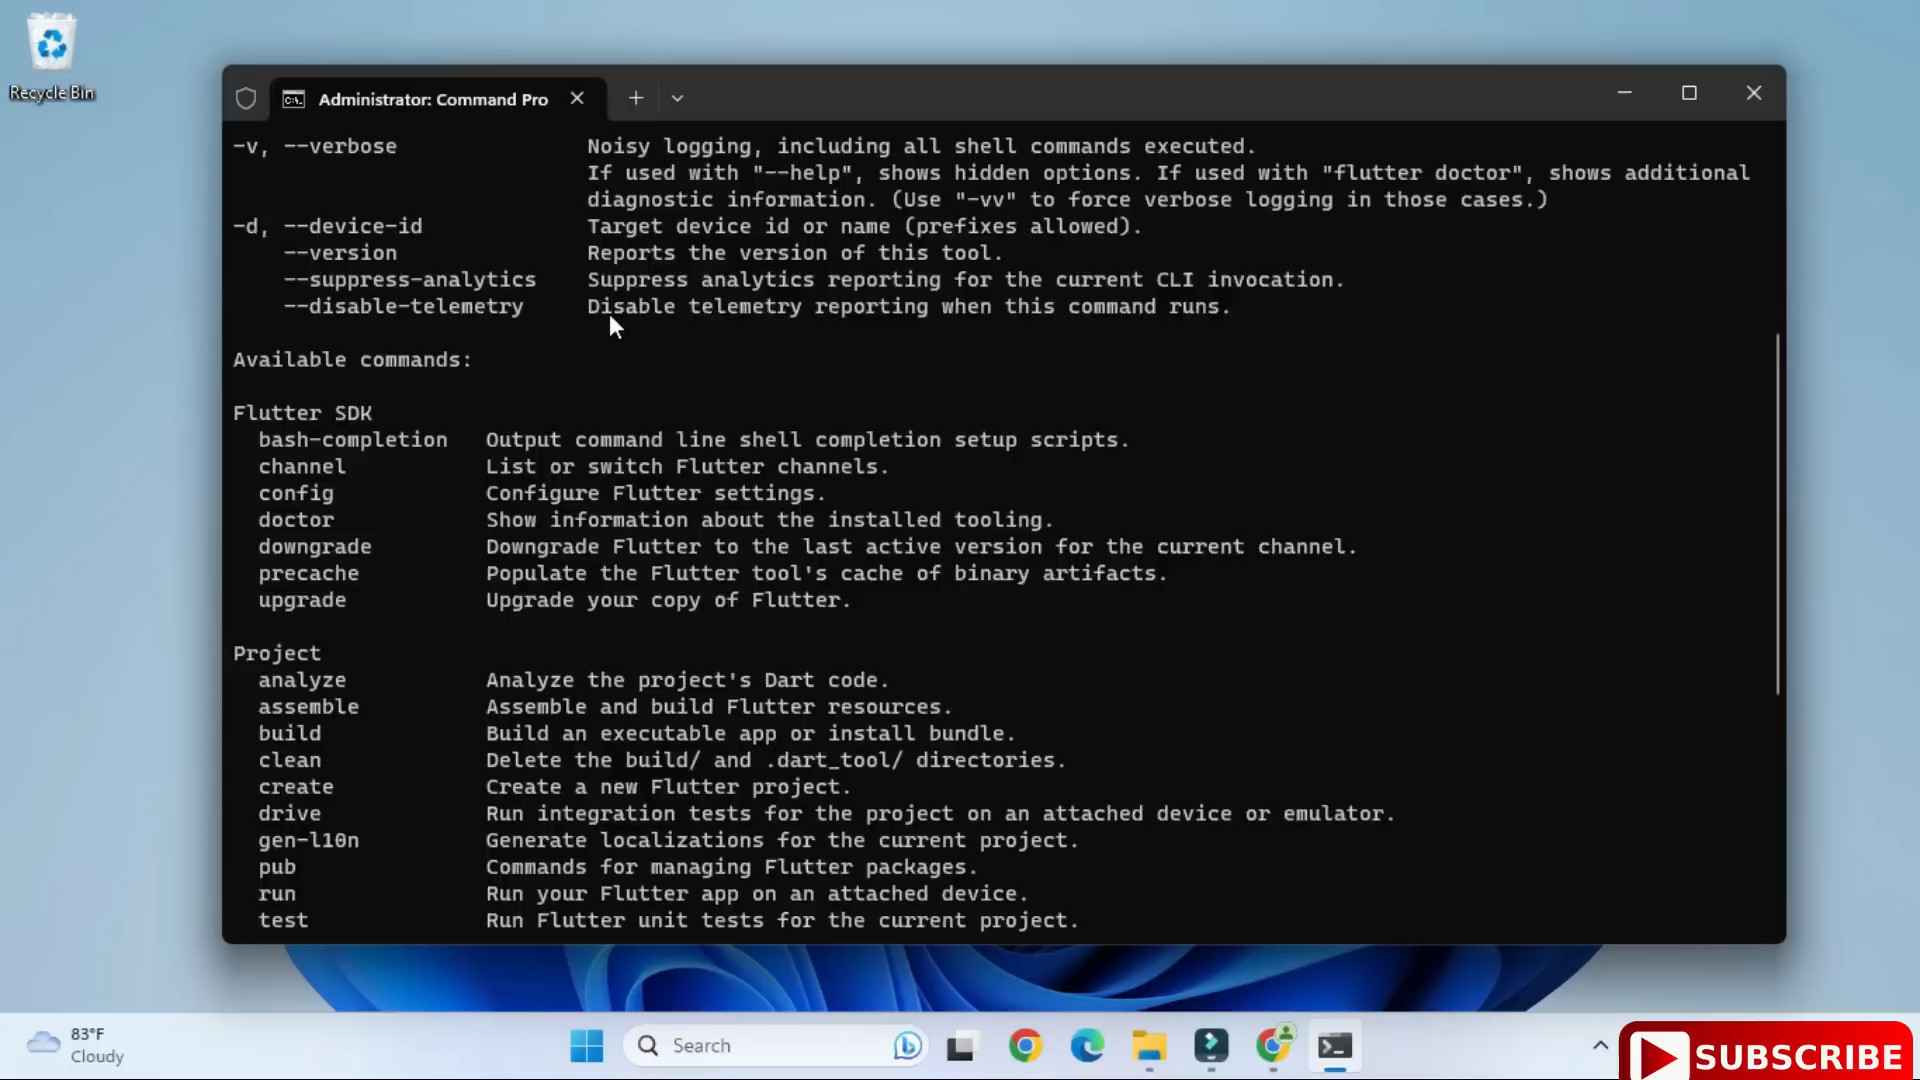 Recycle Bin
Administrator: Command Pro
-v, --verbose Noisy logging, including all shell commands executed.
If used with "--help", shows hidden options. If used with "flutter doctor", shows additional
diagnostic information. (Use "-vv" to force verbose logging in those cases.)
-d, --device-id Target device id or name (prefixes allowed).
--version Reports the version of this tool.
--suppress-analytics Suppress analytics reporting for the current CLI invocation.
--disable-telemetry Disable telemetry reporting when this command runs.
Available commands:
Flutter SDK
bash-completion Output command line shell completion setup scripts.
channel List or switch Flutter channels.
config Configure Flutter settings.
doctor Show information about the installed tooling.
downgrade Downgrade Flutter to the last active version for the current channel.
precache Populate the Flutter tool's cache of binary artifacts.
upgrade Upgrade your copy of Flutter.
Project
analyze Analyze the project's Dart code.
assemble Assemble and build Flutter resources.
build Build an executable app or install bundle.
clean Delete the build/ and .dart_tool/ directories.
create Create a new Flutter project.
drive Run integration tests for the project on an attached device or emulator.
gen-l10n Generate localizations for the current project.
pub Commands for managing Flutter packages.
run Run your Flutter app on an attached device.
test Run Flutter unit tests for the current project.
83°F
Cloudy
Search
SUBSCRIBE